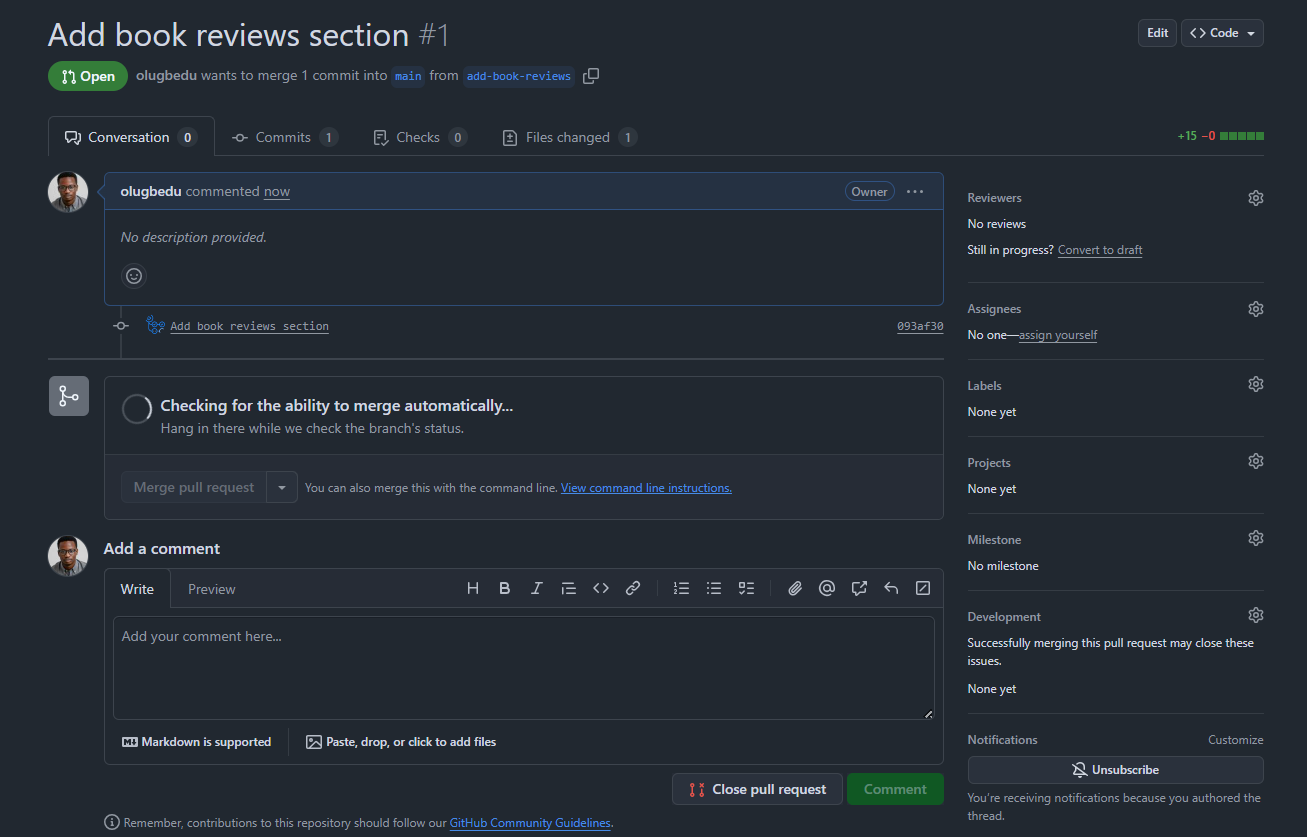 Add book reviews section #1
Edit
Code
Open
olugbedu wants to merge 1 commit into main from add-book-reviews
Conversation 0
Commits 1
Checks 0
Files changed 1
+15 −0
olugbedu commented now
Owner
No description provided.
Add book reviews section
093af30
Checking for the ability to merge automatically...
Hang in there while we check the branch's status.
Merge pull request
You can also merge this with the command line. View command line instructions.
Add a comment
Write
Preview
Add your comment here...
Markdown is supported
Paste, drop, or click to add files
Close pull request
Comment
Remember, contributions to this repository should follow our GitHub Community Guidelines.
Reviewers
No reviews
Still in progress? Convert to draft
Assignees
No one—assign yourself
Labels
None yet
Projects
None yet
Milestone
No milestone
Development
Successfully merging this pull request may close these
issues.
None yet
Notifications
Customize
Unsubscribe
You're receiving notifications because you authored the
thread.